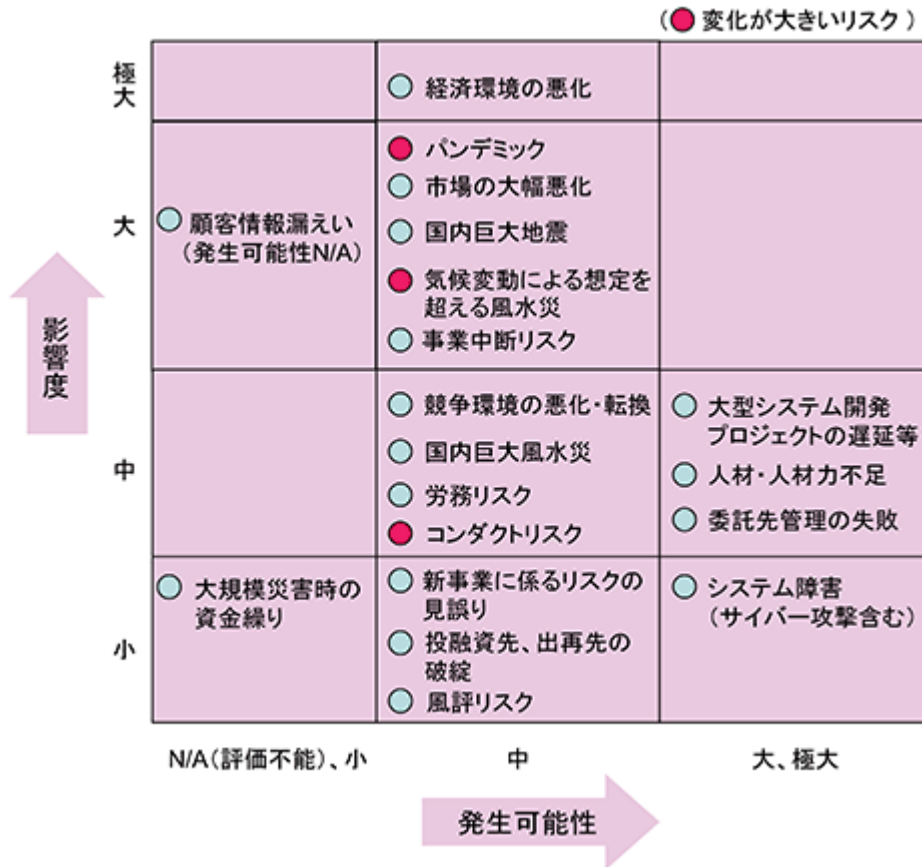 （ 変化が大きいリスク ）
極大
経済環境の悪化
大
顧客情報漏えい
（発生可能性N/A）
パンデミック
市場の大幅悪化
国内巨大地震
気候変動による想定を
超える風水災
事業中断リスク
影響度
中
競争環境の悪化・転換
国内巨大風水災
労務リスク
コンダクトリスク
大型システム開発
プロジェクトの遅延等
人材・人材力不足
委託先管理の失敗
小
大規模災害時の
資金繰り
新事業に係るリスクの
見誤り
投融資先、出再先の
破綻
風評リスク
システム障害
（サイバー攻撃含む）
N/A（評価不能）、小
中
大、極大
発生可能性